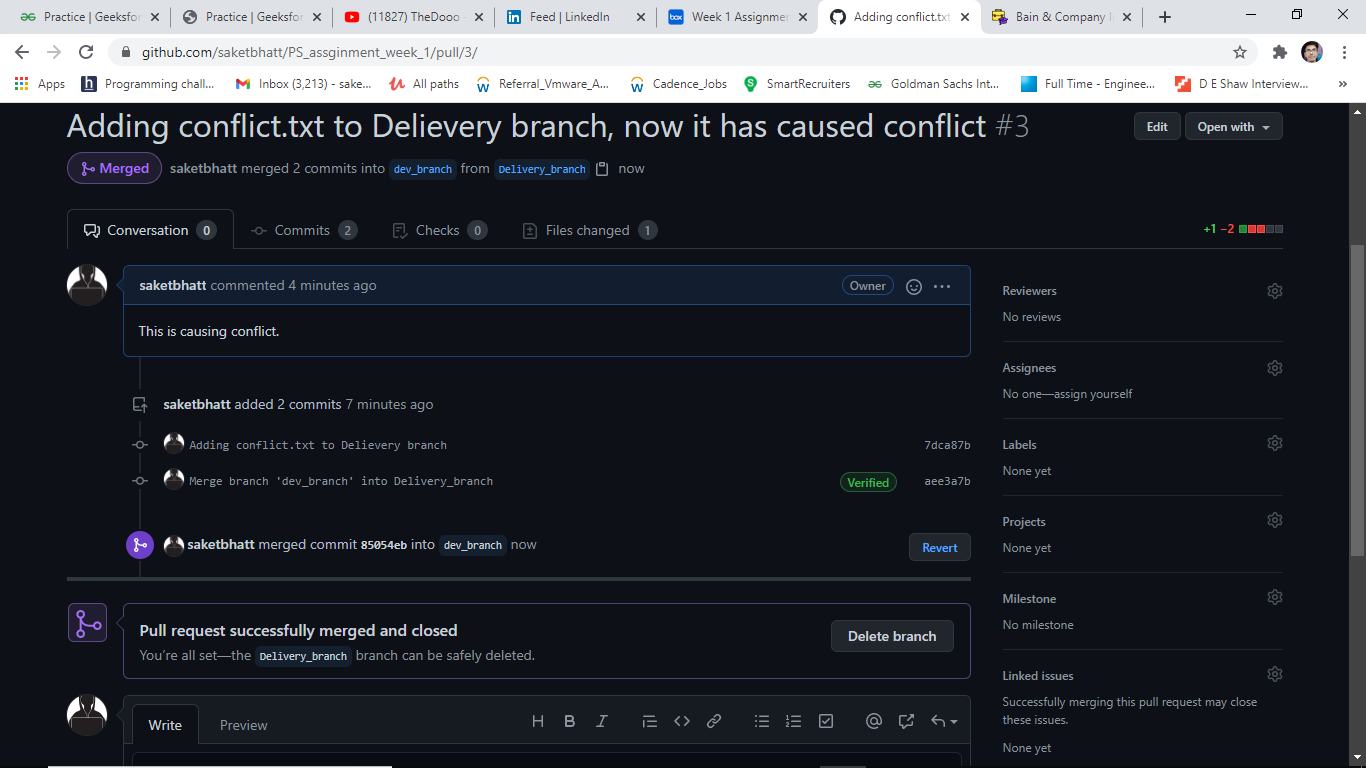 Practice | Geeksfor
Practice | Geeksfor
(11827) TheDooo -
Feed | LinkedIn
Week 1 Assignme
Adding conflict.txt
Bain & Company I
github.com/saketbhatt/PS_assginment_week_1/pull/3/
Apps
Programming chall...
Inbox (3,213) - sake...
All paths
Referral_Vmware_A...
Cadence_Jobs
SmartRecruiters
Goldman Sachs Int...
Full Time - Enginee...
D E Shaw Interview...
»
Adding conflict.txt to Delievery branch, now it has caused conflict #3
Edit
Open with
Merged
saketbhatt merged 2 commits into dev_branch from Delivery_branch now
Conversation 0
Commits 2
Checks 0
Files changed 1
+1 −2
saketbhatt commented 4 minutes ago
Owner
This is causing conflict.
saketbhatt added 2 commits 7 minutes ago
Adding conflict.txt to Delievery branch
7dca87b
Merge branch 'dev_branch' into Delivery_branch
Verified
aee3a7b
saketbhatt merged commit 85054eb into dev_branch now
Revert
Pull request successfully merged and closed
You're all set—the Delivery_branch branch can be safely deleted.
Delete branch
Write
Preview
Reviewers
No reviews
Assignees
No one—assign yourself
Labels
None yet
Projects
None yet
Milestone
No milestone
Linked issues
Successfully merging this pull request may close
these issues.
None yet